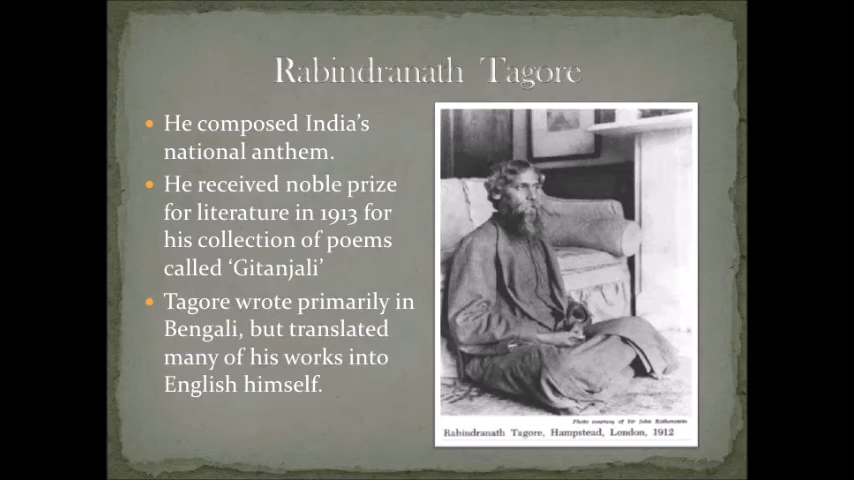 Rabindranath Tagore
• He composed India's
national anthem.
• He received noble prize
for literature in 1913 for
his collection of poems
called 'Gitanjali'
• Tagore wrote primarily in
Bengali, but translated
many of his works into
English himself.
Photo courtesy of Sir John Rothenstein
Rabindranath Tagore, Hampstead, London, 1912